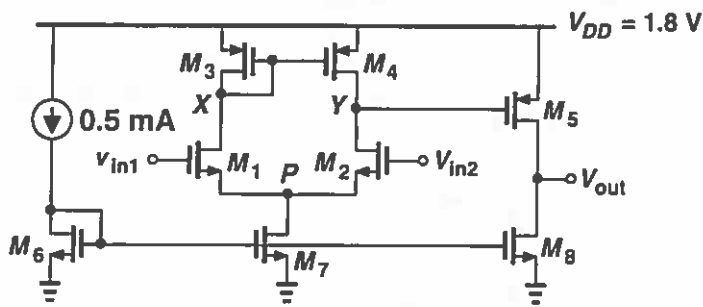 V_DD = 1.8 V
M_3
M_4
X
Y
M_5
0.5 mA
v_in1
M_1
M_2
V_in2
P
V_out
M_6
M_7
M_8